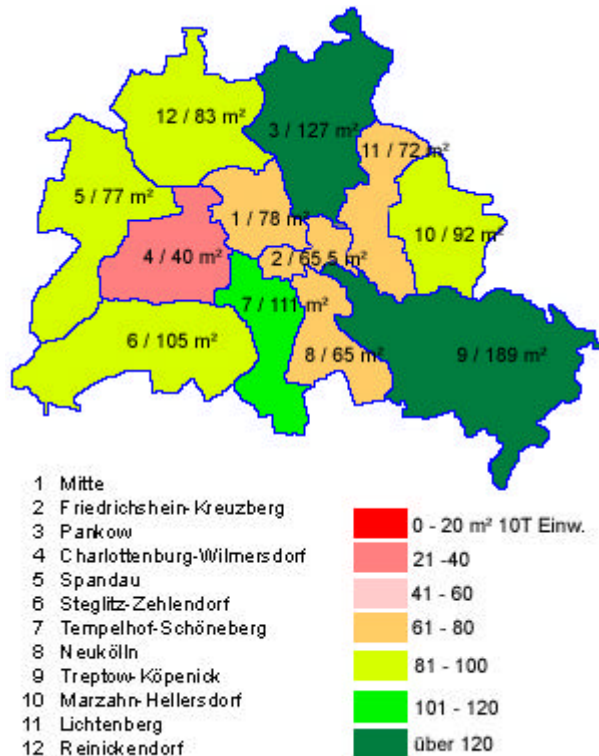 12 / 83 m²
3 / 127 m²
11 / 72 m²
5 / 77 m²
1 / 78 m²
10 / 92 m²
4 / 40 m²
2 / 65,5 m²
7 / 111 m²
6 / 105 m²
8 / 65 m²
9 / 189 m²
1 Mitte
2 Friedrichshein-Kreuzberg
3 Pankow
4 Charlottenburg-Wilmersdorf
5 Spandau
6 Steglitz-Zehlendorf
7 Tempelhof-Schöneberg
8 Neukölln
9 Treptow-Köpenick
10 Marzahn-Hellersdorf
11 Lichtenberg
12 Reinickendorf
0 - 20 m² 10T Einw.
21 -40
41 - 60
61 - 80
81 - 100
101 - 120
über 120